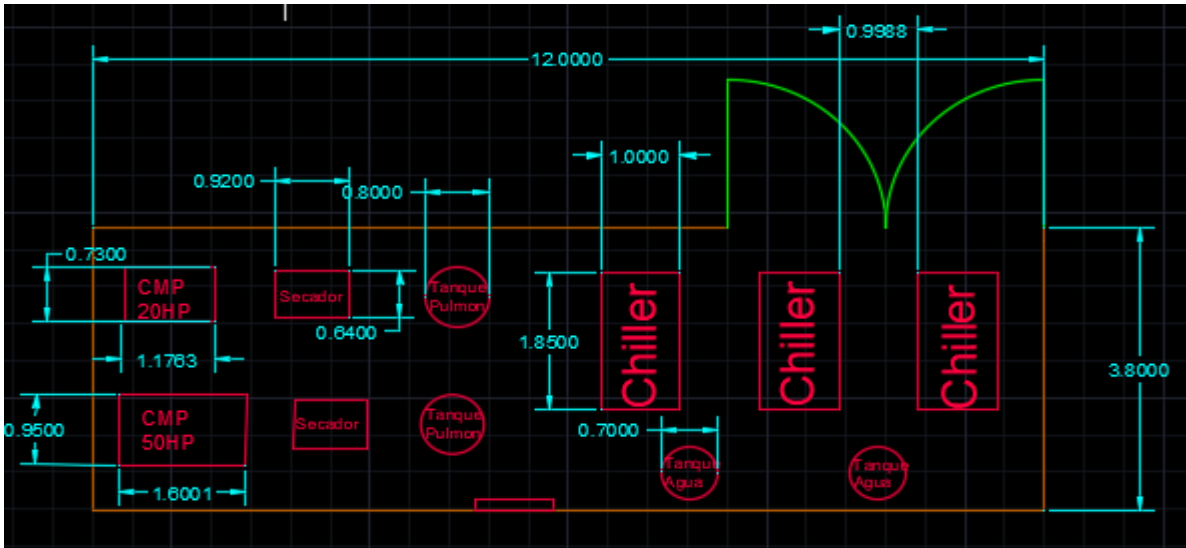 0.9988
12.0000
1.0000
0.9200
0.8000
0.7300
CMP
20HP
Secador
Tanque
Pulmon
Chiller
Chiller
Chiller
0.6400
1.8500
1.1763
3.8000
CMP
50HP
Secador
Tanque
Pulmon
0.9500
0.7000
Tanque
Agua
Tanque
Agua
1.6001